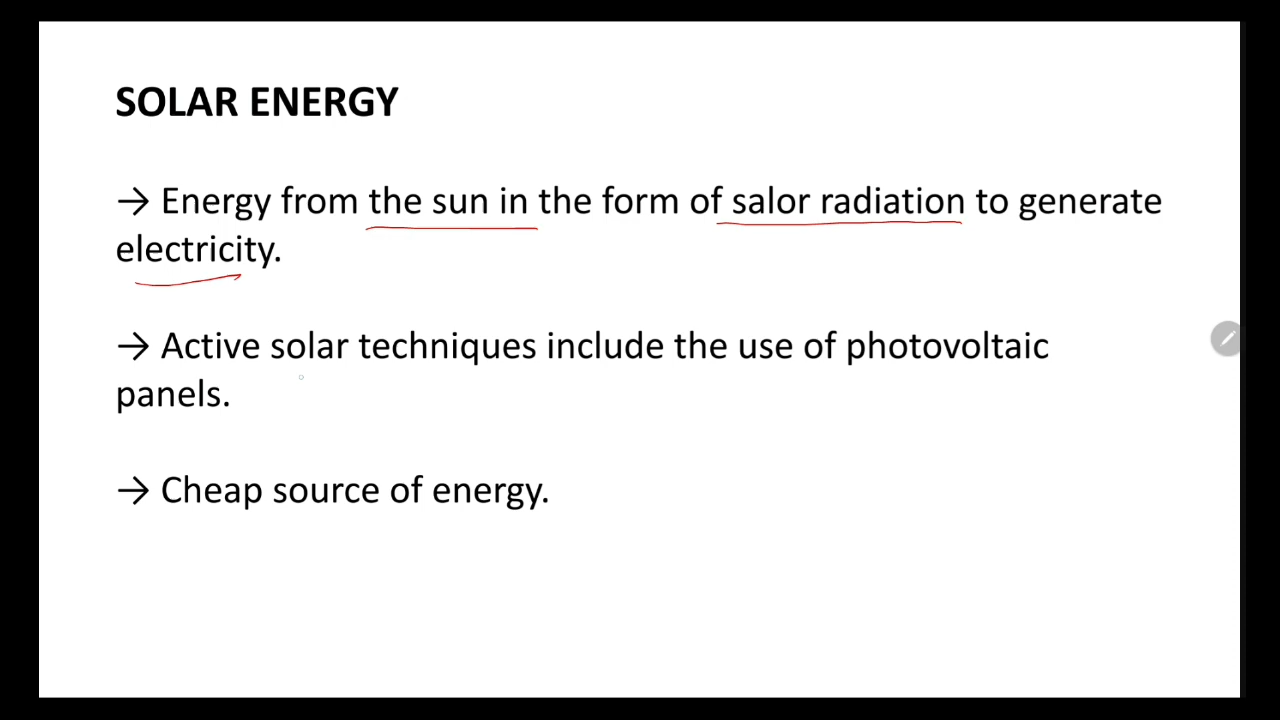 SOLAR ENERGY
→ Energy from the sun in the form of salor radiation to generate
electricity.
→ Active solar techniques include the use of photovoltaic
panels.
→ Cheap source of energy.